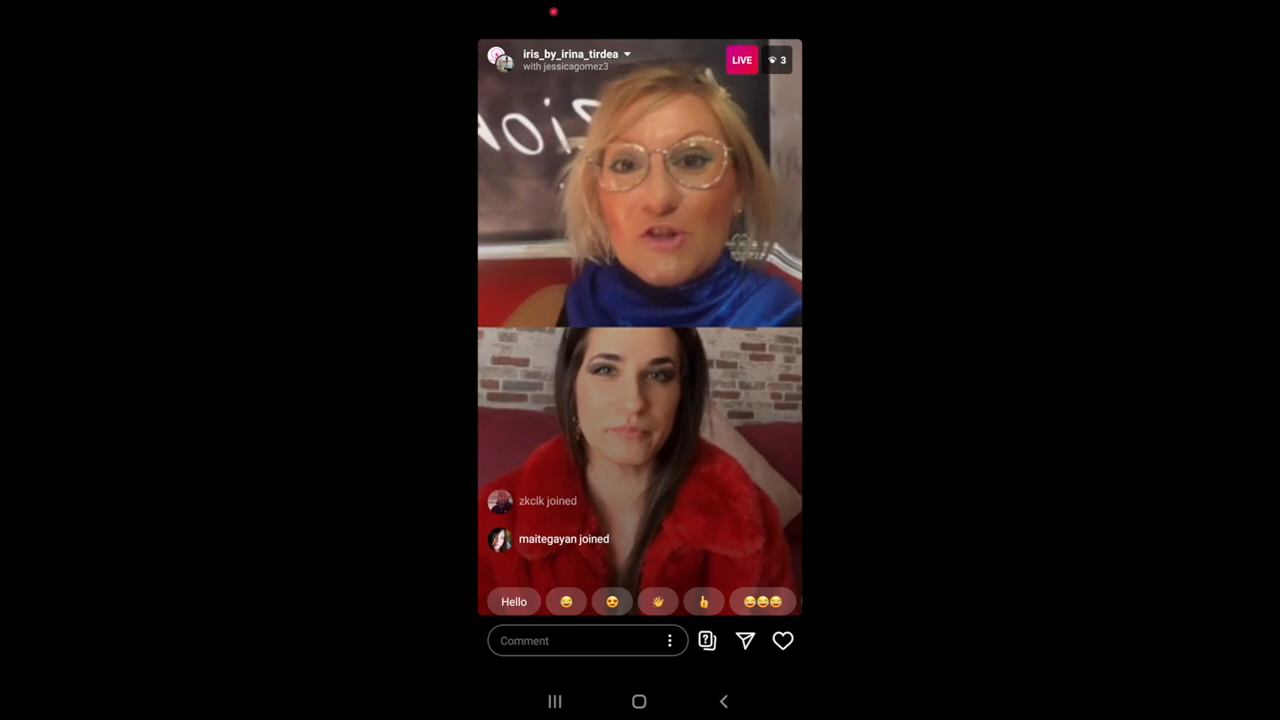 iris_by_irina_tirdea
with jessicagomez3
LIVE
3
zkclk joined
maitegayan joined
Hello
Comment